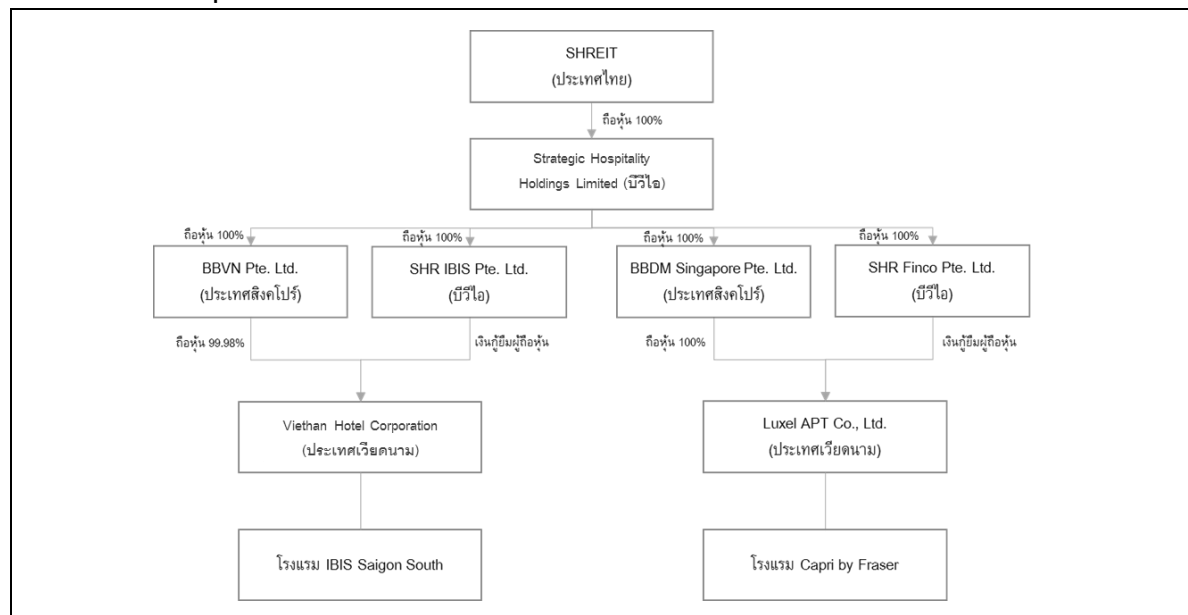 SHREIT
(ประเทศไทย)
ถือหุ้น 100%
Strategic Hospitality
Holdings Limited (บีวีไอ)
ถือหุ้น 100%
ถือหุ้น 100%
ถือหุ้น 100%
ถือหุ้น 100%
BBVN Pte. Ltd.
(ประเทศสิงคโปร์)
SHR IBIS Pte. Ltd.
(บีวีไอ)
BBDM Singapore Pte. Ltd.
(ประเทศสิงคโปร์)
SHR Finco Pte. Ltd.
(บีวีไอ)
ถือหุ้น 99.98%
เงินกู้ยืมผู้ถือหุ้น
ถือหุ้น 100%
เงินกู้ยืมผู้ถือหุ้น
Viethan Hotel Corporation
(ประเทศเวียดนาม)
Luxel APT Co., Ltd.
(ประเทศเวียดนาม)
โรงแรม IBIS Saigon South
โรงแรม Capri by Fraser